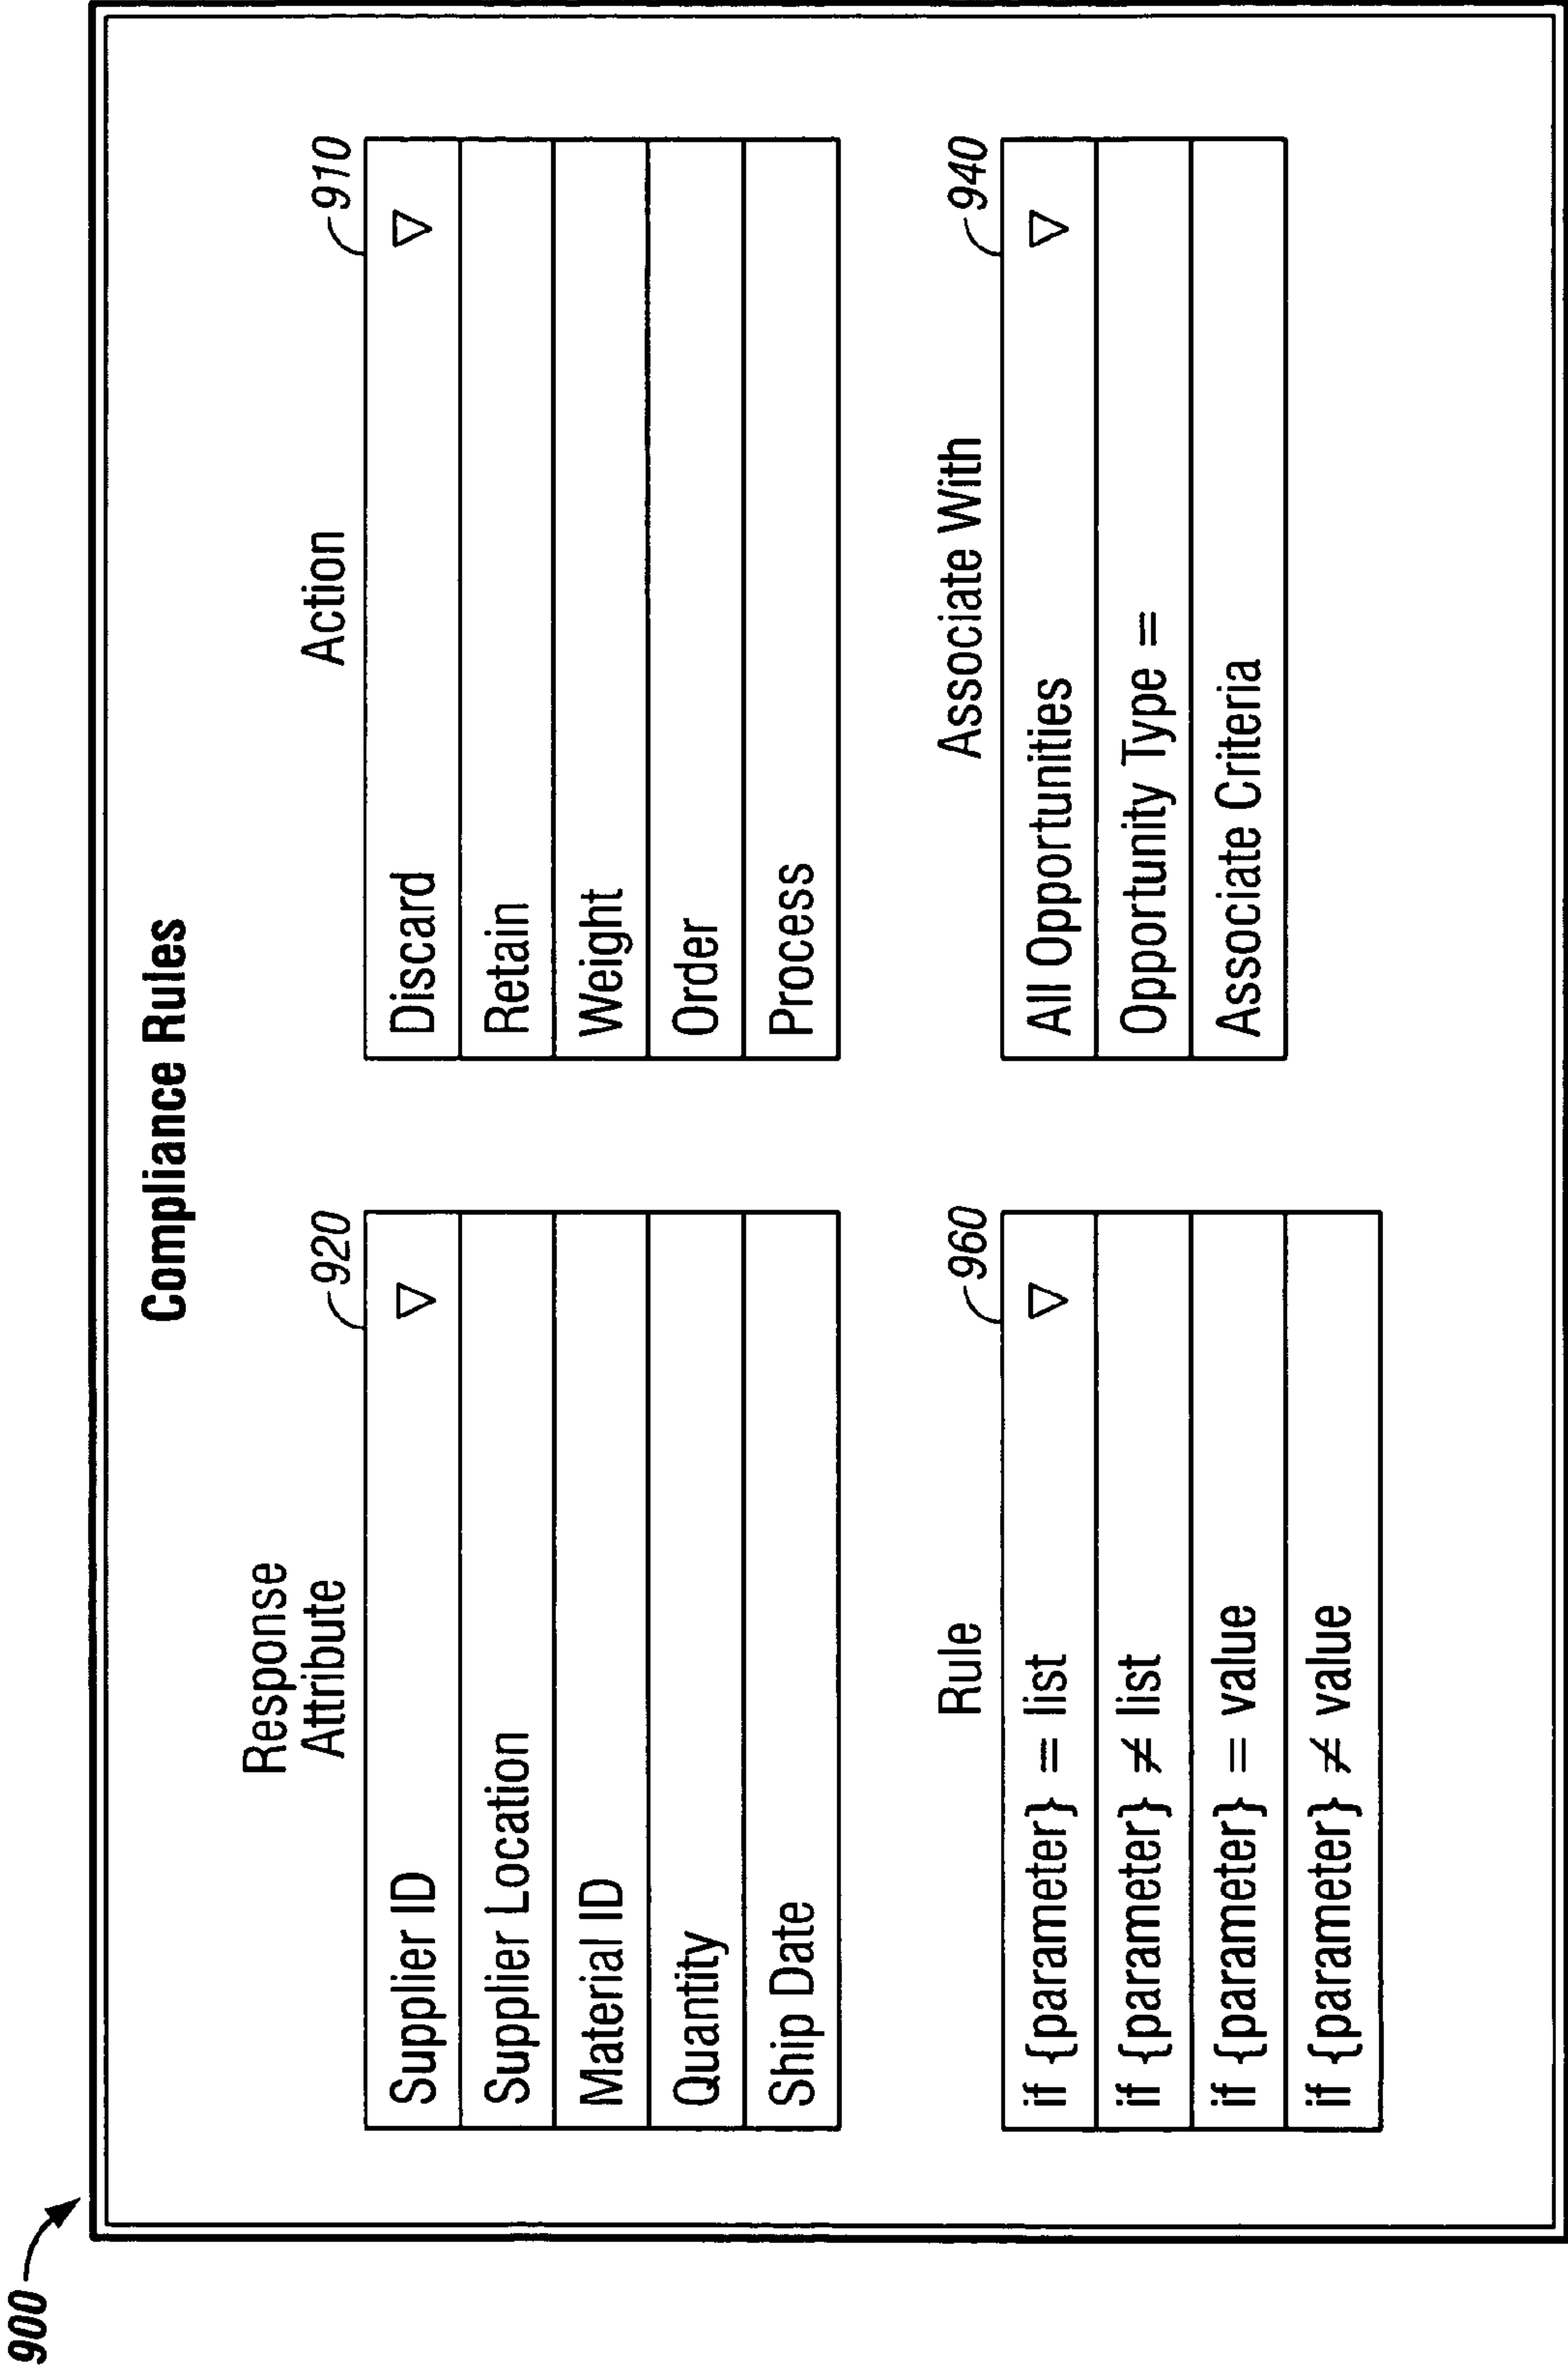 900
Compliance Rules
Response
Attribute
920
Supplier ID
Supplier Location
Material ID
Quantity
Ship Date
Action
910
Discard
Retain
Weight
Order
Process
Rule
960
if {parameter} = list
if {parameter} ≠ list
if {parameter} = value
if {parameter} ≠ value
Associate With
940
All Opportunities
Opportunity Type =
Associate Criteria